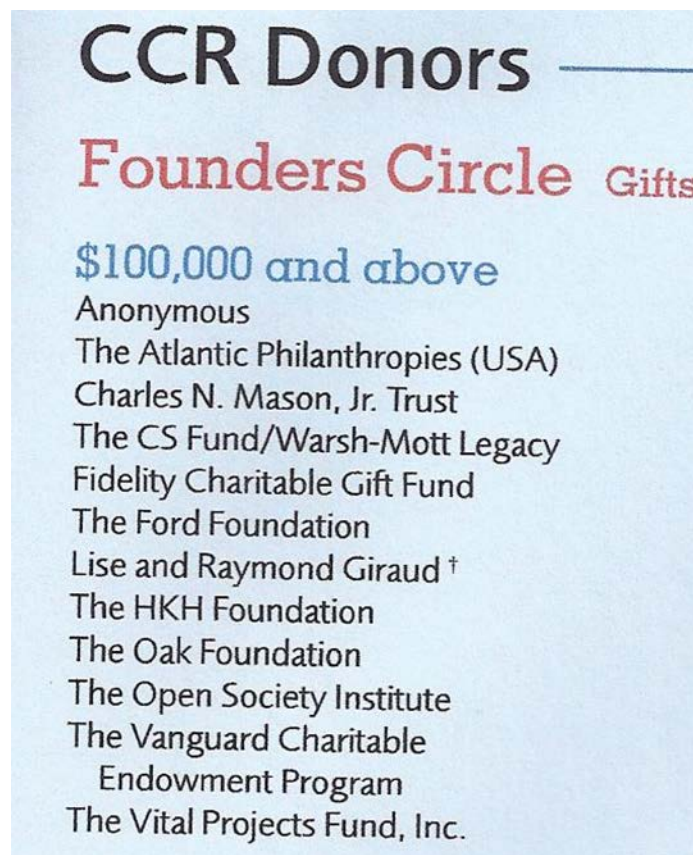 CCR Donors
Founders Circle Gifts
$100,000 and above
Anonymous
The Atlantic Philanthropies (USA)
Charles N. Mason, Jr. Trust
The CS Fund/Warsh-Mott Legacy
Fidelity Charitable Gift Fund
The Ford Foundation
Lise and Raymond Giraud †
The HKH Foundation
The Oak Foundation
The Open Society Institute
The Vanguard Charitable
Endowment Program
The Vital Projects Fund, Inc.